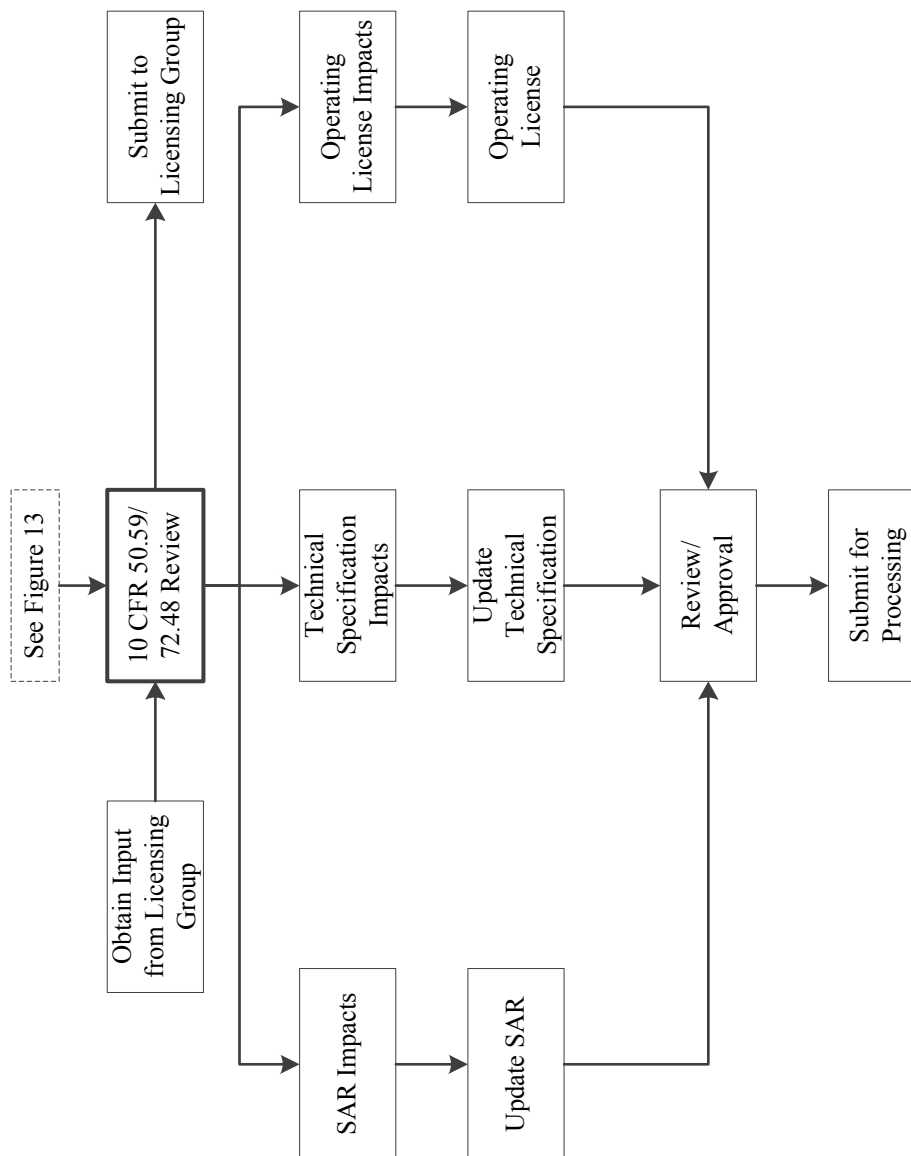 See Figure 13
Obtain Input
from Licensing
Group
10 CFR 50.59/
72.48 Review
Submit to
Licensing Group
SAR Impacts
Technical
Specification
Impacts
Operating
License Impacts
Update SAR
Update
Technical
Specification
Operating
License
Review/
Approval
Submit for
Processing